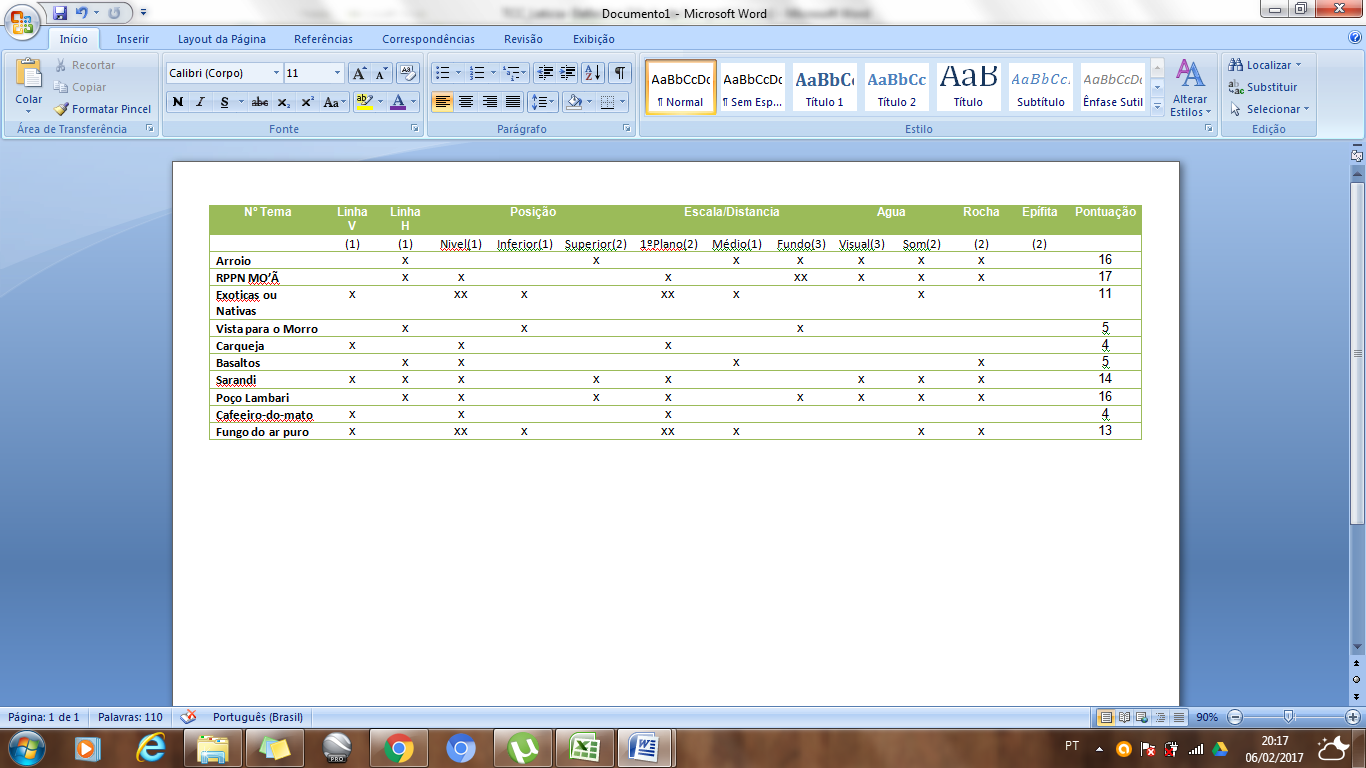 Documento1 - Microsoft Word
Início Inserir Layout da Página Referências Correspondências Revisão Exibição
Colar
Recortar
Copiar
Formatar Pincel
Área de Transferência
Calibri (Corpo) 11
N I S abe x₂ x² Aa
Fonte
Parágrafo
AaBbCcDc AaBbCcDc AaBbCc AaBbCc AaB AaBbCc. AaBbCcDc
¶ Normal ¶ Sem Esp... Título 1 Título 2 Título Subtítulo Ênfase Sutil
Alterar
Estilos
Estilo
Localizar
Substituir
Selecionar
Edição
Nº Tema Linha V Linha H Posição Escala/Distancia Agua Rocha Epífita Pontuação
(1) (1) Nivel(1) Inferior(1) Superior(2) 1ºPlano(2) Médio(1) Fundo(3) Visual(3) Som(2) (2) (2)
Arroio x x x x x x x 16
RPPN MO’Ã x x x xx x x x 17
Exoticas ou Nativas x xx x xx x x 11
Vista para o Morro x x x 5
Carqueja x x x 4
Basaltos x x x x 5
Sarandi x x x x x x x x 14
Poço Lambari x x x x x x x x 16
Cafeeiro-do-mato x x x 4
Fungo do ar puro x xx x xx x x x 13
Página: 1 de 1 Palavras: 110 Português (Brasil) 90%
PT
20:17
06/02/2017